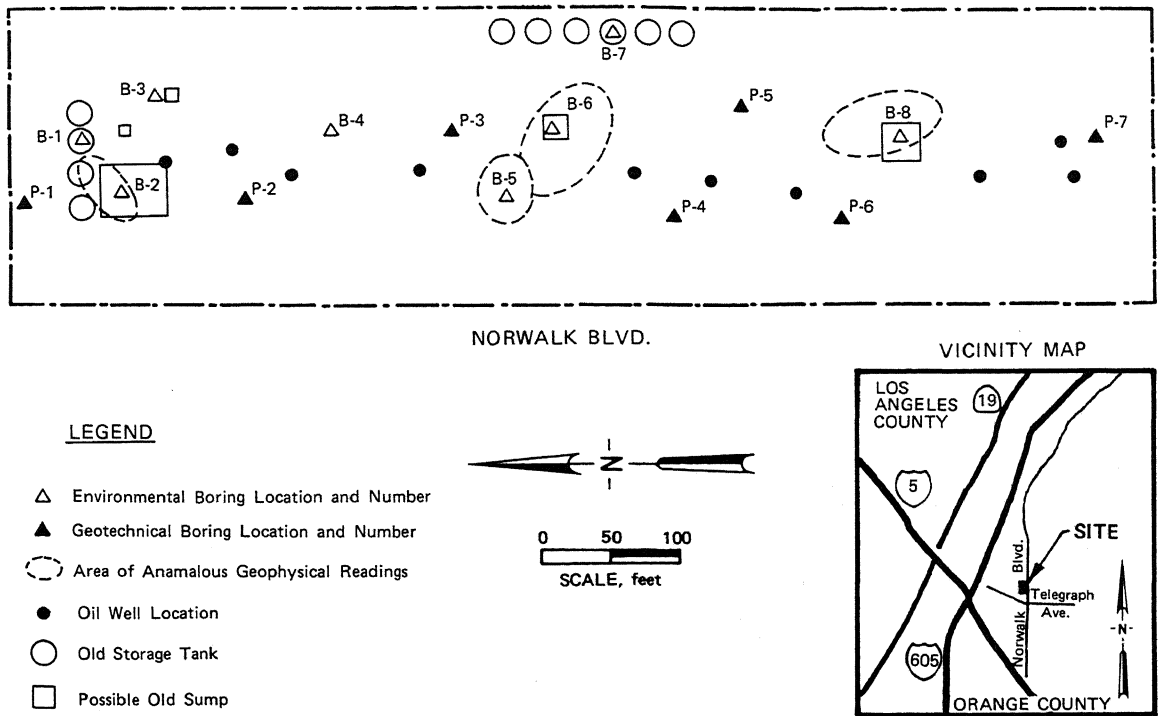 B-7
B-3
B-6
P-5
B-4
P-3
B-8
P-7
B-1
B-5
B-2
P-1
P-2
P-4
P-6
NORWALK BLVD.
LEGEND
Environmental Boring Location and Number
Geotechnical Boring Location and Number
Area of Anamalous Geophysical Readings
Oil Well Location
Old Storage Tank
Possible Old Sump
N
0 50 100
SCALE, feet
VICINITY MAP
LOS
ANGELES
COUNTY
19
5
SITE
Norwalk Blvd.
Telegraph
Ave.
N
605
ORANGE COUNTY